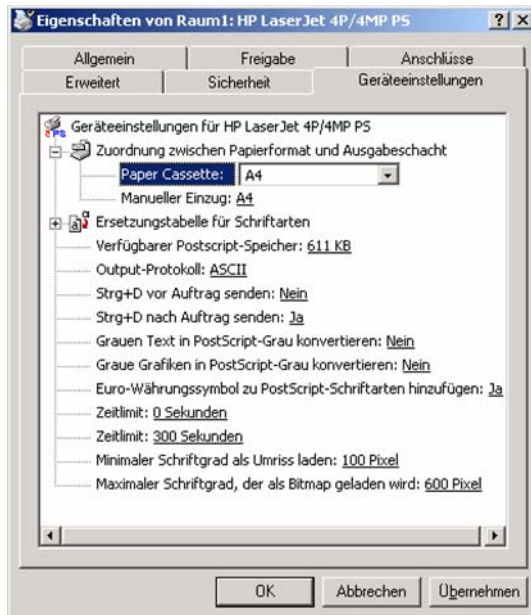 Eigenschaften von Raum1: HP LaserJet 4P/4MP PS
Allgemein Freigabe Anschlüsse
Erweitert Sicherheit Geräteeinstellungen
Geräteeinstellungen für HP LaserJet 4P/4MP PS
Zuordnung zwischen Papierformat und Ausgabeschacht
Paper Cassette: A4
Manueller Einzug: A4
Ersetzungstabelle für Schriftarten
Verfügbarer Postscript-Speicher: 611 KB
Output-Protokoll: ASCII
Strg+D vor Auftrag senden: Nein
Strg+D nach Auftrag senden: Ja
Grauen Text in PostScript-Grau konvertieren: Nein
Graue Grafiken in PostScript-Grau konvertieren: Nein
Euro-Währungssymbol zu PostScript-Schriftarten hinzufügen: Ja
Zeitlimit: 0 Sekunden
Zeitlimit: 300 Sekunden
Minimaler Schriftgrad als Umriss laden: 100 Pixel
Maximaler Schriftgrad, der als Bitmap geladen wird: 600 Pixel
OK Abbrechen Übernehmen